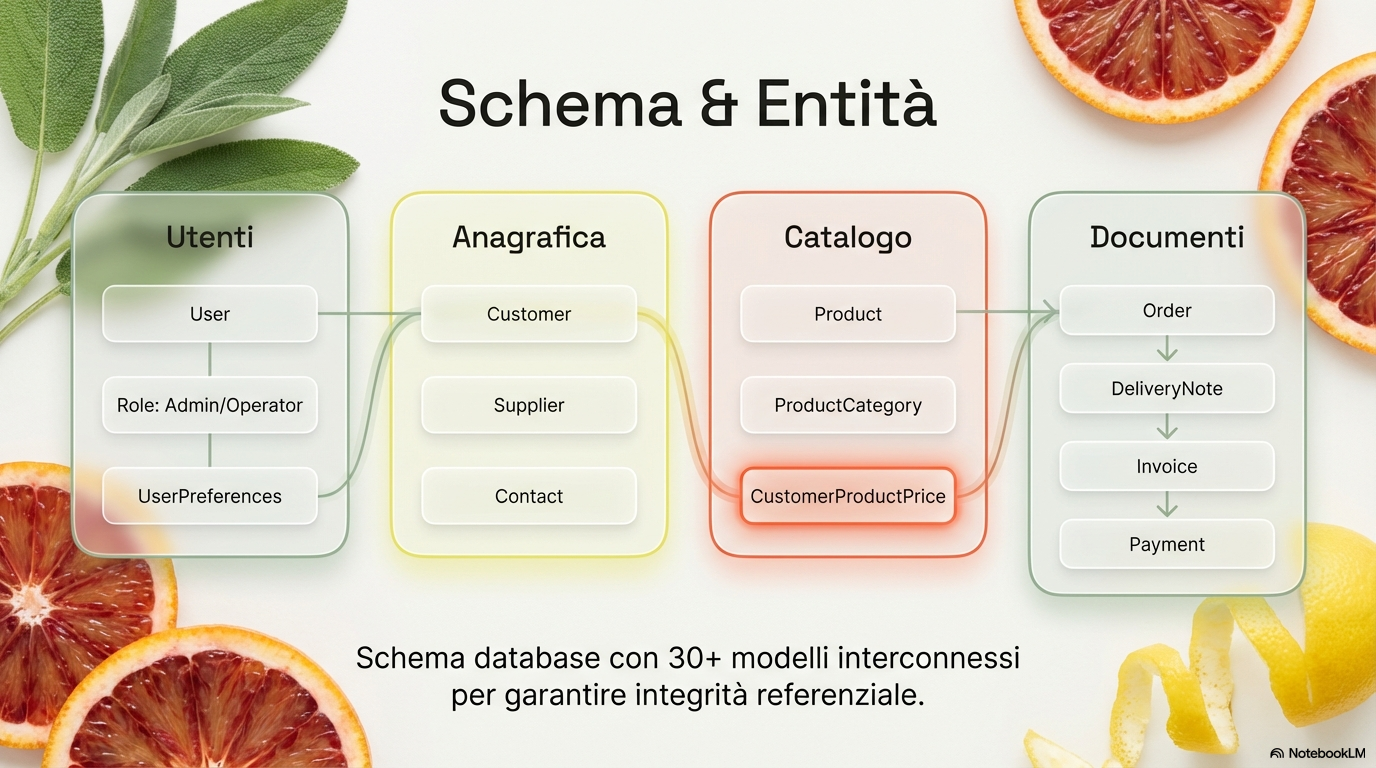 Schema & Entità
Utenti
User
Role: Admin/Operator
UserPreferences
Anagrafica
Customer
Supplier
Contact
Catalogo
Product
ProductCategory
CustomerProductPrice
Documenti
Order
DeliveryNote
Invoice
Payment
Schema database con 30+ modelli interconnessi
per garantire integrità referenziale.
NotebookLM